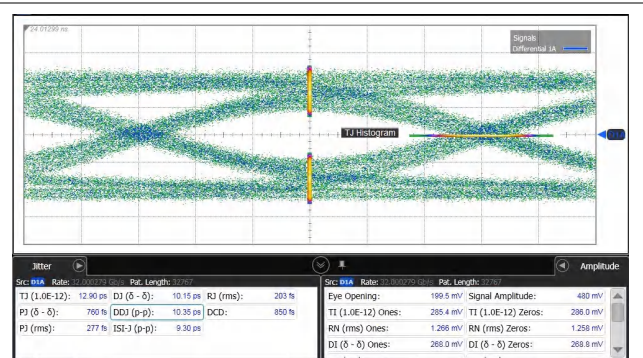 24.01299 ns
Signals
Differential 1A
TJ Histogram
Jitter
Amplitude
Src: D1A Rate: 32.000279 Gb/s Pat. Length: 32767
TJ (1.0E-12): 12.90 ps DJ (δ - δ): 10.15 ps RJ (rms): 203 fs
PJ (δ - δ): 760 fs DDJ (p-p): 10.35 ps DCD: 850 fs
PJ (rms): 277 fs ISI-J (p-p): 9.30 ps
Src: D1A Rate: 32.000279 Gb/s Pat. Length: 32767
Eye Opening: 199.5 mV Signal Amplitude: 480 mV
TI (1.0E-12) Ones: 285.4 mV TI (1.0E-12) Zeros: 286.0 mV
RN (rms) Ones: 1.266 mV RN (rms) Zeros: 1.258 mV
DI (δ - δ) Ones: 268.0 mV DI (δ - δ) Zeros: 268.8 mV